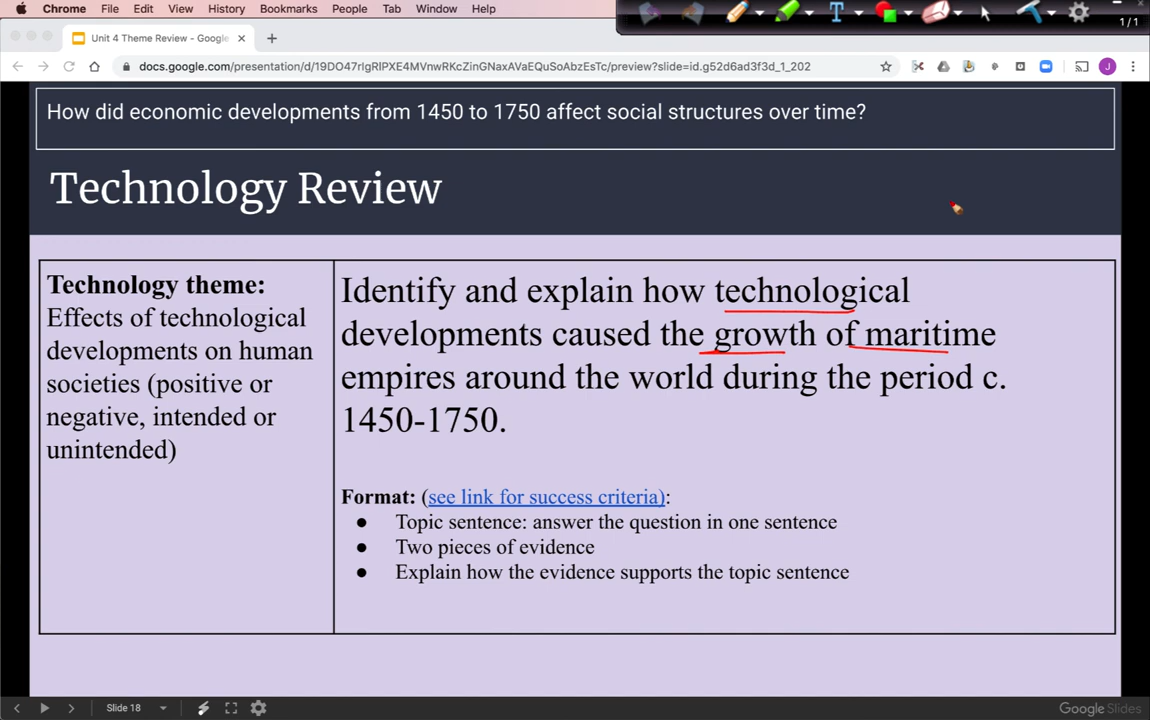 Chrome File Edit View History Bookmarks People Tab Window Help
1 / 1
Unit 4 Theme Review - Google
docs.google.com/presentation/d/19DO47rIgRIPXE4MVnwRKcZinGNaxAVaEQuSoAbzEsTc/preview?slide=id.g52d6ad3f3d_1_202
J
How did economic developments from 1450 to 1750 affect social structures over time?
Technology Review
Technology theme:
Effects of technological
developments on human
societies (positive or
negative, intended or
unintended)
Identify and explain how technological
developments caused the growth of maritime
empires around the world during the period c.
1450-1750.
Format: (see link for success criteria):
● Topic sentence: answer the question in one sentence
● Two pieces of evidence
● Explain how the evidence supports the topic sentence
Slide 18
Google Slides